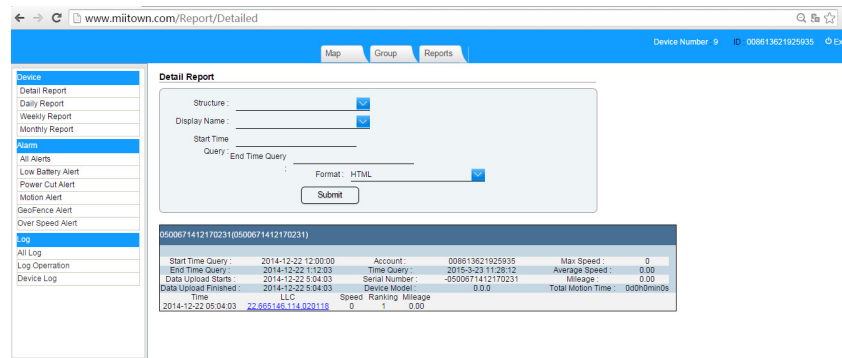 www.miitown.com/Report/Detailed
Device Number 9 ID 008613621925935 Ex
Map Group Reports
Device
Detail Report
Daily Report
Weekly Report
Monthly Report
Alarm
All Alerts
Low Battery Alert
Power Cut Alert
Motion Alert
GeoFence Alert
Over Speed Alert
Log
All Log
Log Operration
Device Log
Detail Report
Structure :
Display Name :
Start Time
Query :
End Time Query
:
Format : HTML
Submit
0500671412170231(0500671412170231)
Start Time Query : 2014-12-22 12:00:00 Account : 008613621925935 Max Speed : 0
End Time Query : 2014-12-22 1:12:03 Time Query : 2015-3-23 11:28:12 Average Speed : 0.00
Data Upload Starts : 2014-12-22 5:04:03 Serial Number : -0500671412170231 Mileage : 0.00
Data Upload Finished : 2014-12-22 5:04:03 Device Model : 0.0.0 Total Motion Time : 0d0h0min0s
Time LLC Speed Ranking Mileage
2014-12-22 05:04:03 22.665146,114.020118 0 1 0.00